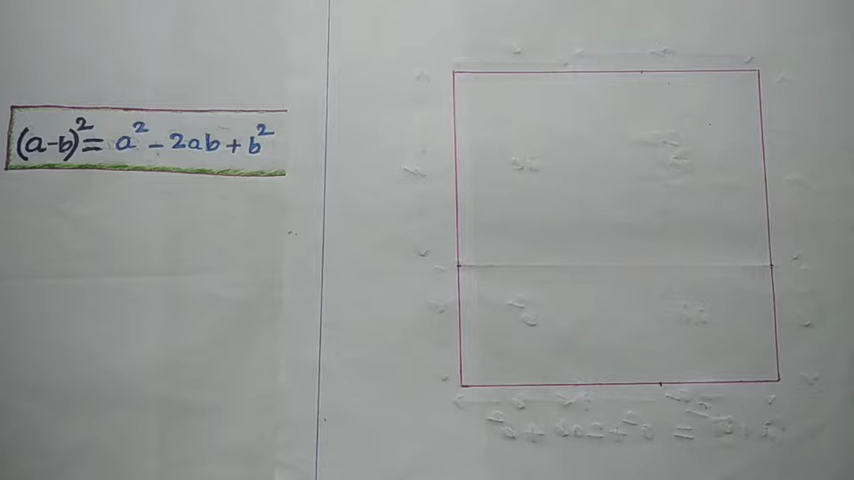 (a-b)² = a² - 2ab + b²